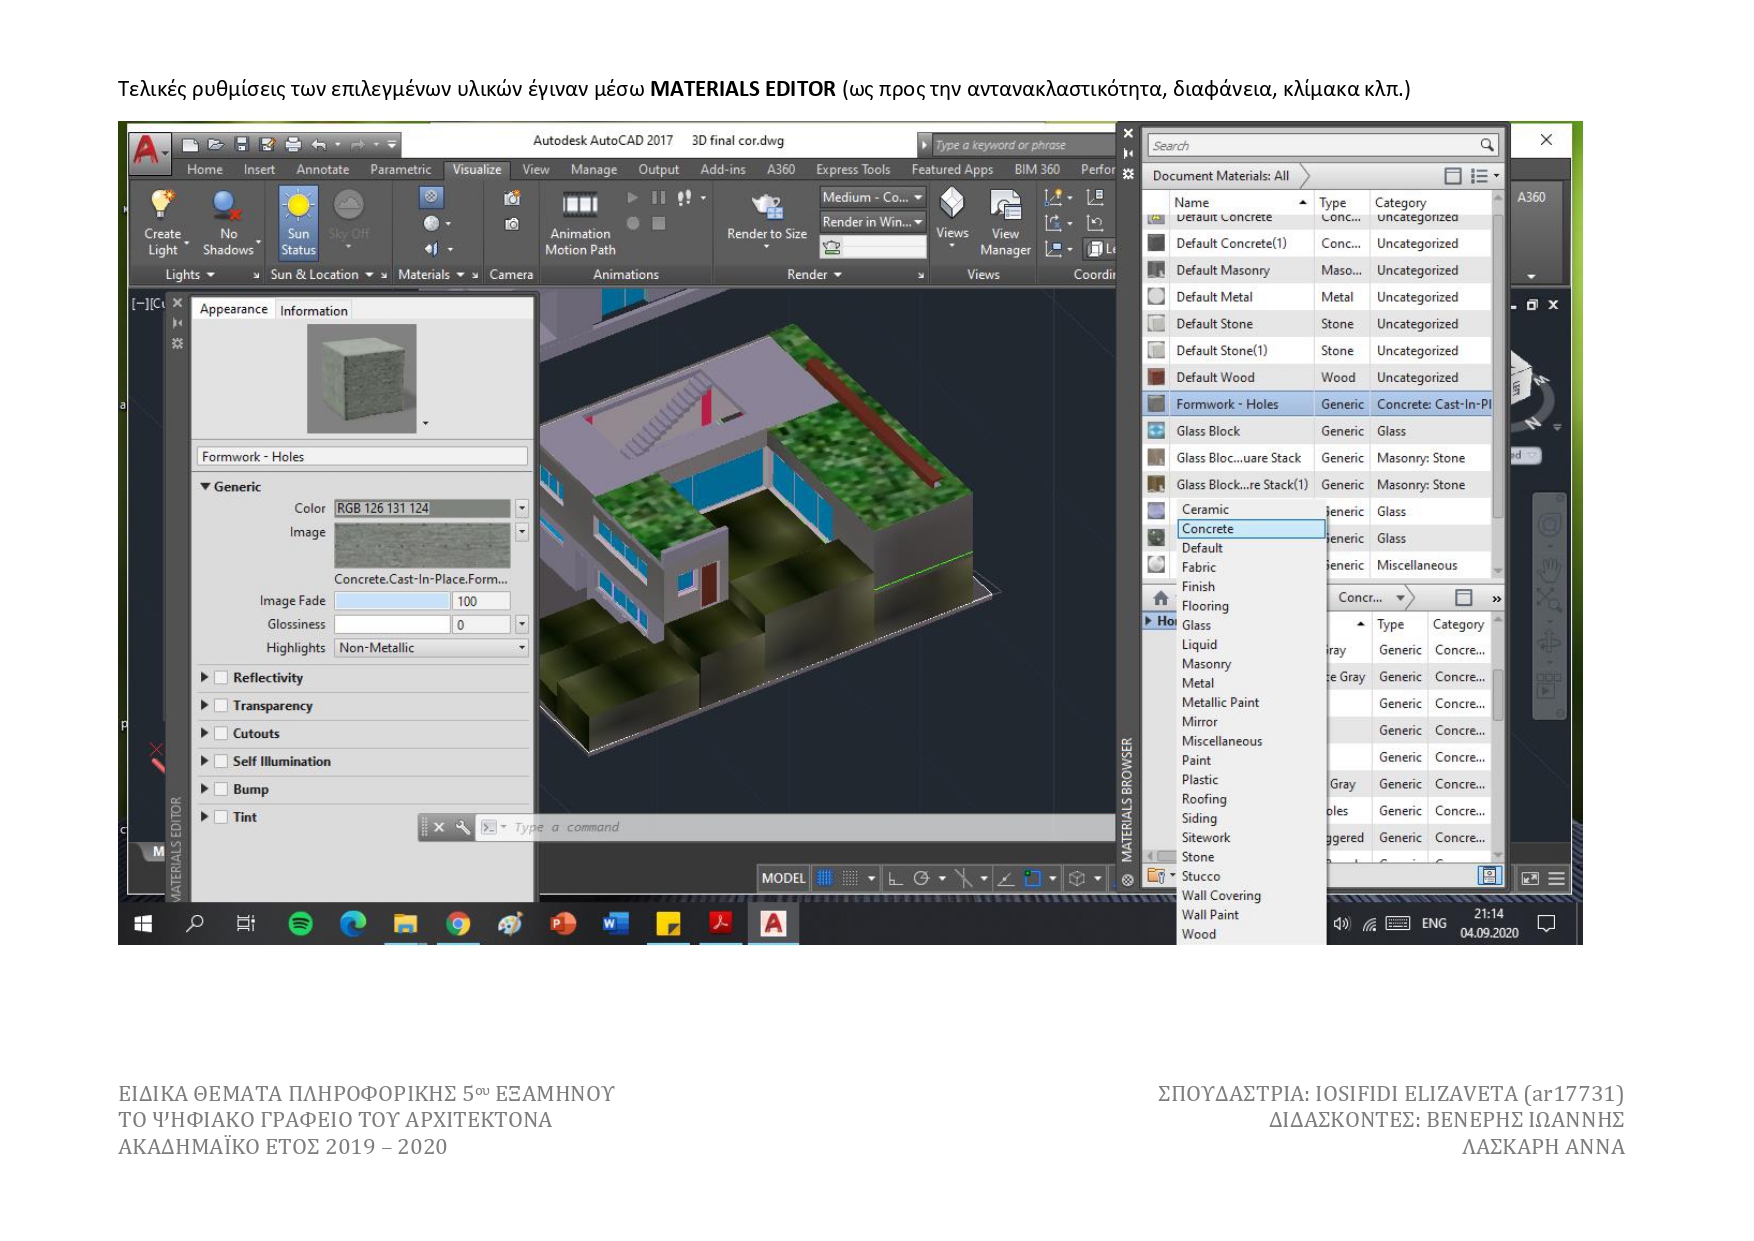 Τελικές ρυθμίσεις των επιλεγμένων υλικών έγιναν μέσω MATERIALS EDITOR (ως προς την αντανακλαστικότητα, διαφάνεια, κλίμακα κλπ.)
Autodesk AutoCAD 2017 3D final cor.dwg
Type a keyword or phrase
Home Insert Annotate Parametric Visualize View Manage Output Add-ins A360 Express Tools Featured Apps BIM 360 Perfor
Create Light
No Shadows
Sun Status
Sky Off
Animation Motion Path
Render to Size
Medium - Co...
Render in Win...
Views
View Manager
A360
Lights Sun & Location Materials Camera Animations Render Views Coordin
Appearance Information
Formwork - Holes
Generic
Color RGB 126 131 124
Image
Concrete.Cast-In-Place.Form...
Image Fade 100
Glossiness 0
Highlights Non-Metallic
Reflectivity
Transparency
Cutouts
Self Illumination
Bump
Tint
MATERIALS EDITOR
Type a command
MODEL
MATERIALS BROWSER
Search
Document Materials: All
Name Type Category
Default Concrete Conc... Uncategorized
Default Concrete(1) Conc... Uncategorized
Default Masonry Maso... Uncategorized
Default Metal Metal Uncategorized
Default Stone Stone Uncategorized
Default Stone(1) Stone Uncategorized
Default Wood Wood Uncategorized
Formwork - Holes Generic Concrete: Cast-In-Pl
Glass Block Generic Glass
Glass Bloc...uare Stack Generic Masonry: Stone
Glass Block...re Stack(1) Generic Masonry: Stone
Generic Glass
Generic Glass
Generic Miscellaneous
Ceramic
Concrete
Default
Fabric
Finish
Flooring
Glass
Liquid
Masonry
Metal
Metallic Paint
Mirror
Miscellaneous
Paint
Plastic
Roofing
Siding
Sitework
Stone
Stucco
Wall Covering
Wall Paint
Wood
Concr...
Type Category
Gray Generic Concre...
ce Gray Generic Concre...
Generic Concre...
Generic Concre...
Generic Concre...
Gray Generic Concre...
oles Generic Concre...
ggered Generic Concre...
ENG
21:14
04.09.2020
ΕΙΔΙΚΑ ΘΕΜΑΤΑ ΠΛΗΡΟΦΟΡΙΚΗΣ 5ου ΕΞΑΜΗΝΟΥ
ΤΟ ΨΗΦΙΑΚΟ ΓΡΑΦΕΙΟ ΤΟΥ ΑΡΧΙΤΕΚΤΟΝΑ
ΑΚΑΔΗΜΑΪΚΟ ΕΤΟΣ 2019 – 2020
ΣΠΟΥΔΑΣΤΡΙΑ: IOSIFIDI ELIZAVETA (ar17731)
ΔΙΔΑΣΚΟΝΤΕΣ: ΒΕΝΕΡΗΣ ΙΩΑΝΝΗΣ
ΛΑΣΚΑΡΗ ΑΝΝΑ